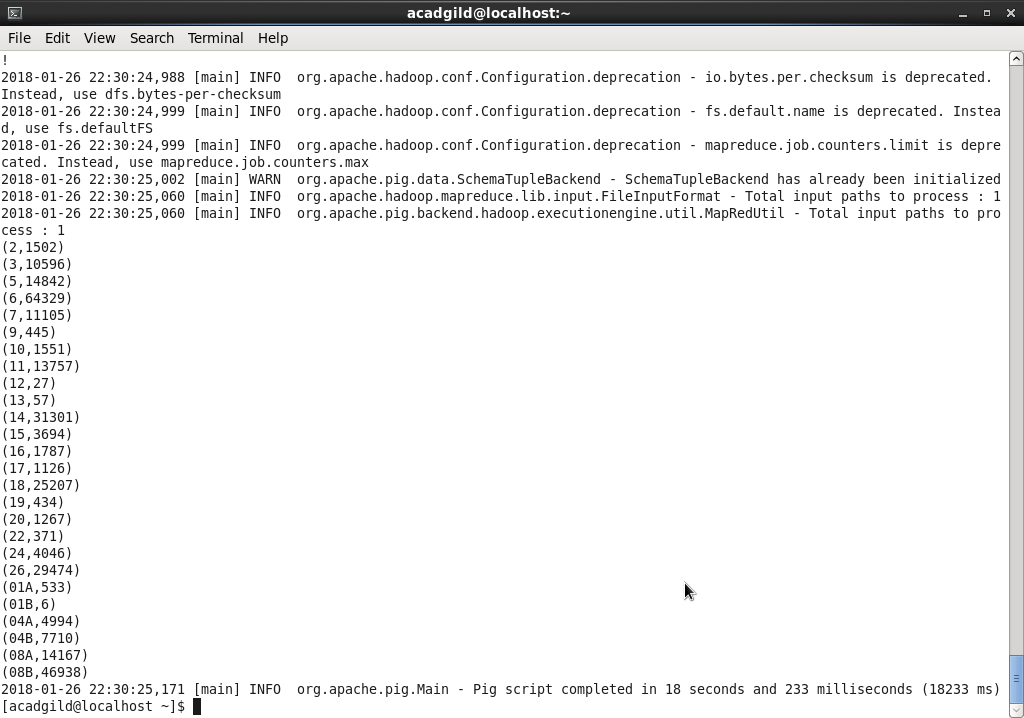 acadgild@localhost:~
File Edit View Search Terminal Help
!
2018-01-26 22:30:24,988 [main] INFO  org.apache.hadoop.conf.Configuration.deprecation - io.bytes.per.checksum is deprecated.
Instead, use dfs.bytes-per-checksum
2018-01-26 22:30:24,999 [main] INFO  org.apache.hadoop.conf.Configuration.deprecation - fs.default.name is deprecated. Instea
d, use fs.defaultFS
2018-01-26 22:30:24,999 [main] INFO  org.apache.hadoop.conf.Configuration.deprecation - mapreduce.job.counters.limit is depre
cated. Instead, use mapreduce.job.counters.max
2018-01-26 22:30:25,002 [main] WARN  org.apache.pig.data.SchemaTupleBackend - SchemaTupleBackend has already been initialized
2018-01-26 22:30:25,060 [main] INFO  org.apache.hadoop.mapreduce.lib.input.FileInputFormat - Total input paths to process : 1
2018-01-26 22:30:25,060 [main] INFO  org.apache.pig.backend.hadoop.executionengine.util.MapRedUtil - Total input paths to pro
cess : 1
(2,1502)
(3,10596)
(5,14842)
(6,64329)
(7,11105)
(9,445)
(10,1551)
(11,13757)
(12,27)
(13,57)
(14,31301)
(15,3694)
(16,1787)
(17,1126)
(18,25207)
(19,434)
(20,1267)
(22,371)
(24,4046)
(26,29474)
(01A,533)
(01B,6)
(04A,4994)
(04B,7710)
(08A,14167)
(08B,46938)
2018-01-26 22:30:25,171 [main] INFO  org.apache.pig.Main - Pig script completed in 18 seconds and 233 milliseconds (18233 ms)
[acadgild@localhost ~]$